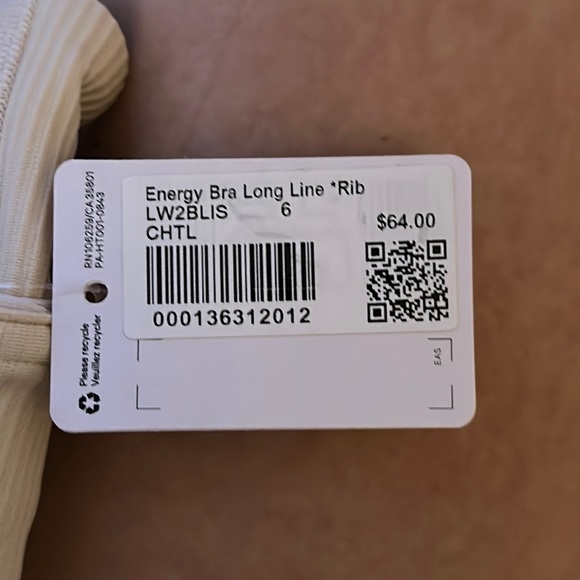 Energy Bra Long Line *Rib
LW2BLIS 6
CHTL
$64.00
000136312012
RN106259/CA35801
PA-HT001-0843
Please recycle
Veuillez recycler
EAS